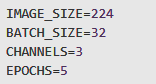 IMAGE_SIZE=224
BATCH_SIZE=32
CHANNELS=3
EPOCHS=5